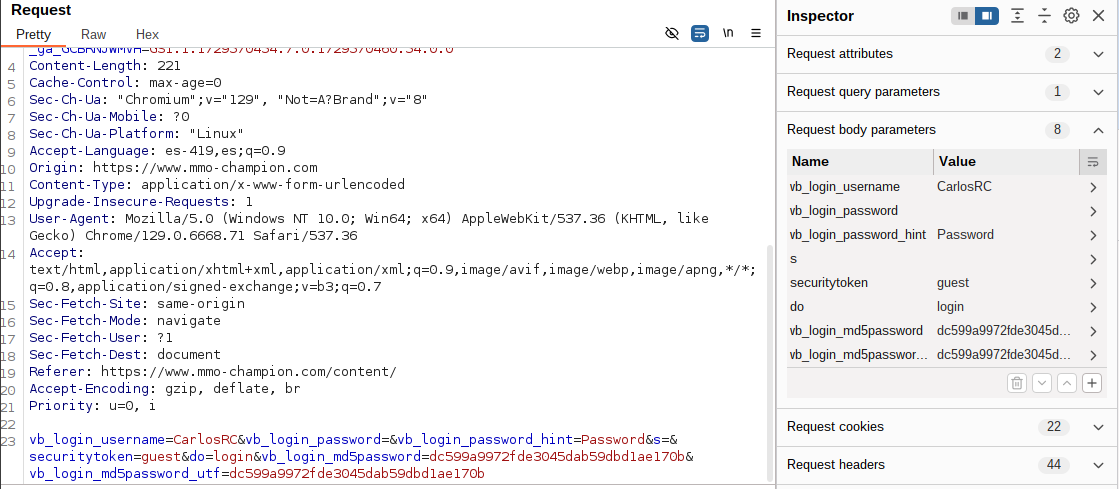 Request
Pretty Raw Hex
\n
4 Content-Length: 221
5 Cache-Control: max-age=0
6 Sec-Ch-Ua: "Chromium";v="129", "Not=A?Brand";v="8"
7 Sec-Ch-Ua-Mobile: ?0
8 Sec-Ch-Ua-Platform: "Linux"
9 Accept-Language: es-419,es;q=0.9
10 Origin: https://www.mmo-champion.com
11 Content-Type: application/x-www-form-urlencoded
12 Upgrade-Insecure-Requests: 1
13 User-Agent: Mozilla/5.0 (Windows NT 10.0; Win64; x64) AppleWebKit/537.36 (KHTML, like
Gecko) Chrome/129.0.6668.71 Safari/537.36
14 Accept:
text/html,application/xhtml+xml,application/xml;q=0.9,image/avif,image/webp,image/apng,*/*;
q=0.8,application/signed-exchange;v=b3;q=0.7
15 Sec-Fetch-Site: same-origin
16 Sec-Fetch-Mode: navigate
17 Sec-Fetch-User: ?1
18 Sec-Fetch-Dest: document
19 Referer: https://www.mmo-champion.com/content/
20 Accept-Encoding: gzip, deflate, br
21 Priority: u=0, i
22
23 vb_login_username=CarlosRC&vb_login_password=&vb_login_password_hint=Password&s=&
securitytoken=guest&do=login&vb_login_md5password=dc599a9972fde3045dab59dbd1ae170b&
vb_login_md5password_utf=dc599a9972fde3045dab59dbd1ae170b
Inspector
Request attributes 2
Request query parameters 1
Request body parameters 8
Name Value
vb_login_username CarlosRC
vb_login_password
vb_login_password_hint Password
s
securitytoken guest
do login
vb_login_md5password dc599a9972fde3045d...
vb_login_md5passwor... dc599a9972fde3045d...
Request cookies 22
Request headers 44